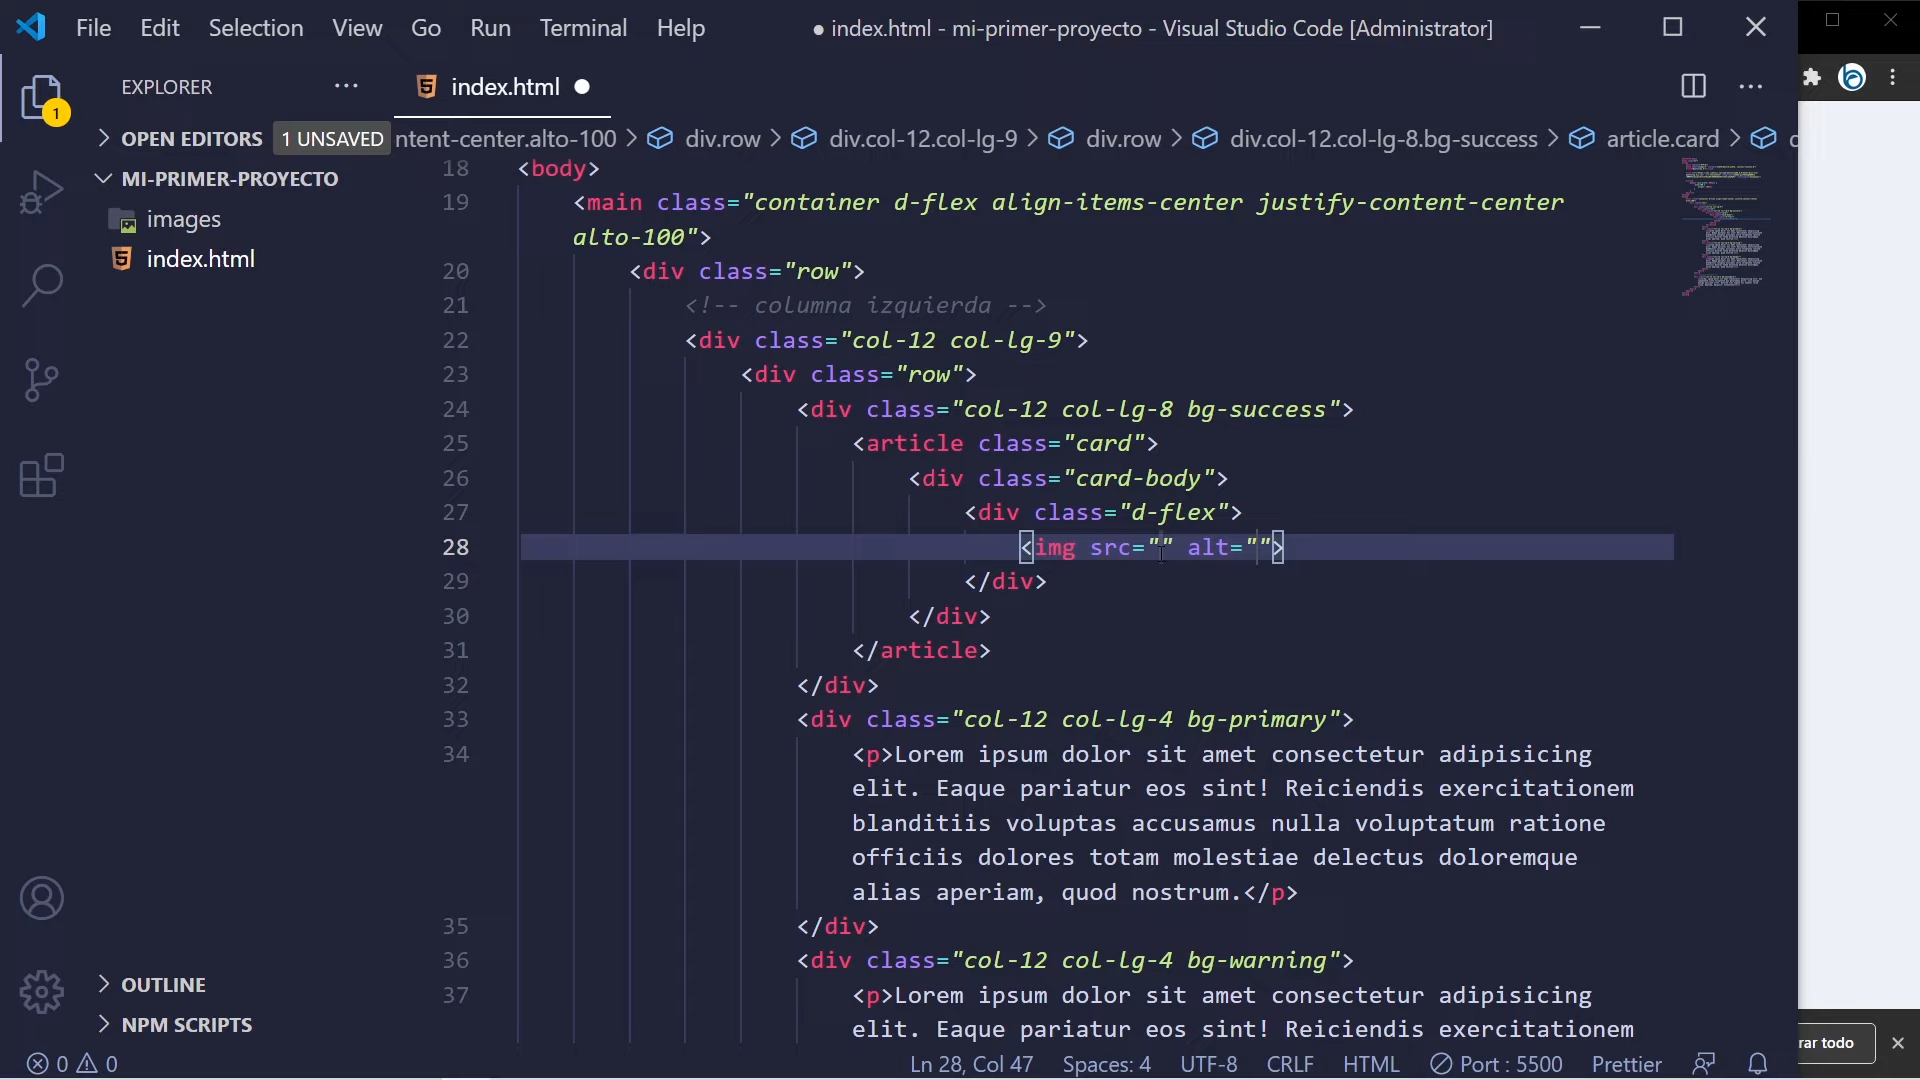 File Edit Selection View Go Run Terminal Help ● index.html - mi-primer-proyecto - Visual Studio Code [Administrator]
EXPLORER ··· index.html ● ···
1
OPEN EDITORS 1 UNSAVED ntent-center.alto-100 > div.row > div.col-12.col-lg-9 > div.row > div.col-12.col-lg-8.bg-success > article.card >
MI-PRIMER-PROYECTO
images
index.html
18 <body>
19 <main class="container d-flex align-items-center justify-content-center
alto-100">
20 <div class="row">
21 <!-- columna izquierda -->
22 <div class="col-12 col-lg-9">
23 <div class="row">
24 <div class="col-12 col-lg-8 bg-success">
25 <article class="card">
26 <div class="card-body">
27 <div class="d-flex">
28 <img src="" alt="">
29 </div>
30 </div>
31 </article>
32 </div>
33 <div class="col-12 col-lg-4 bg-primary">
34 <p>Lorem ipsum dolor sit amet consectetur adipisicing
elit. Eaque pariatur eos sint! Reiciendis exercitationem
blanditiis voluptas accusamus nulla voluptatum ratione
officiis dolores totam molestiae delectus doloremque
alias aperiam, quod nostrum.</p>
35 </div>
36 <div class="col-12 col-lg-4 bg-warning">
37 <p>Lorem ipsum dolor sit amet consectetur adipisicing
elit. Eaque pariatur eos sint! Reiciendis exercitationem
OUTLINE
NPM SCRIPTS
rar todo
0 0 Ln 28, Col 47 Spaces: 4 UTF-8 CRLF HTML Port : 5500 Prettier